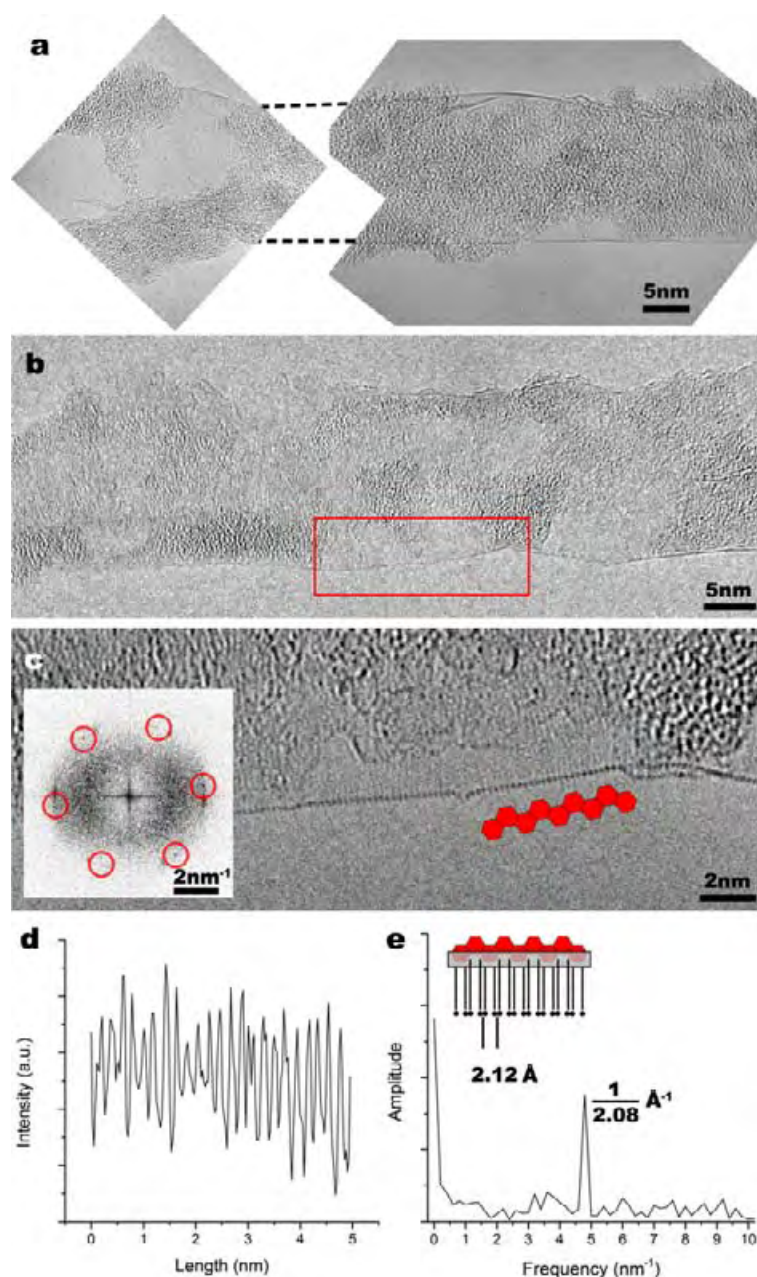 a
5nm
b
5nm
c
2nm⁻¹
2nm
d
Intensity (a.u.)
0 1 2 3 4 5
Length (nm)
e
Amplitude
2.12 Å
1
2.08 Å⁻¹
0 1 2 3 4 5 6 7 8 9 10
Frequency (nm⁻¹)